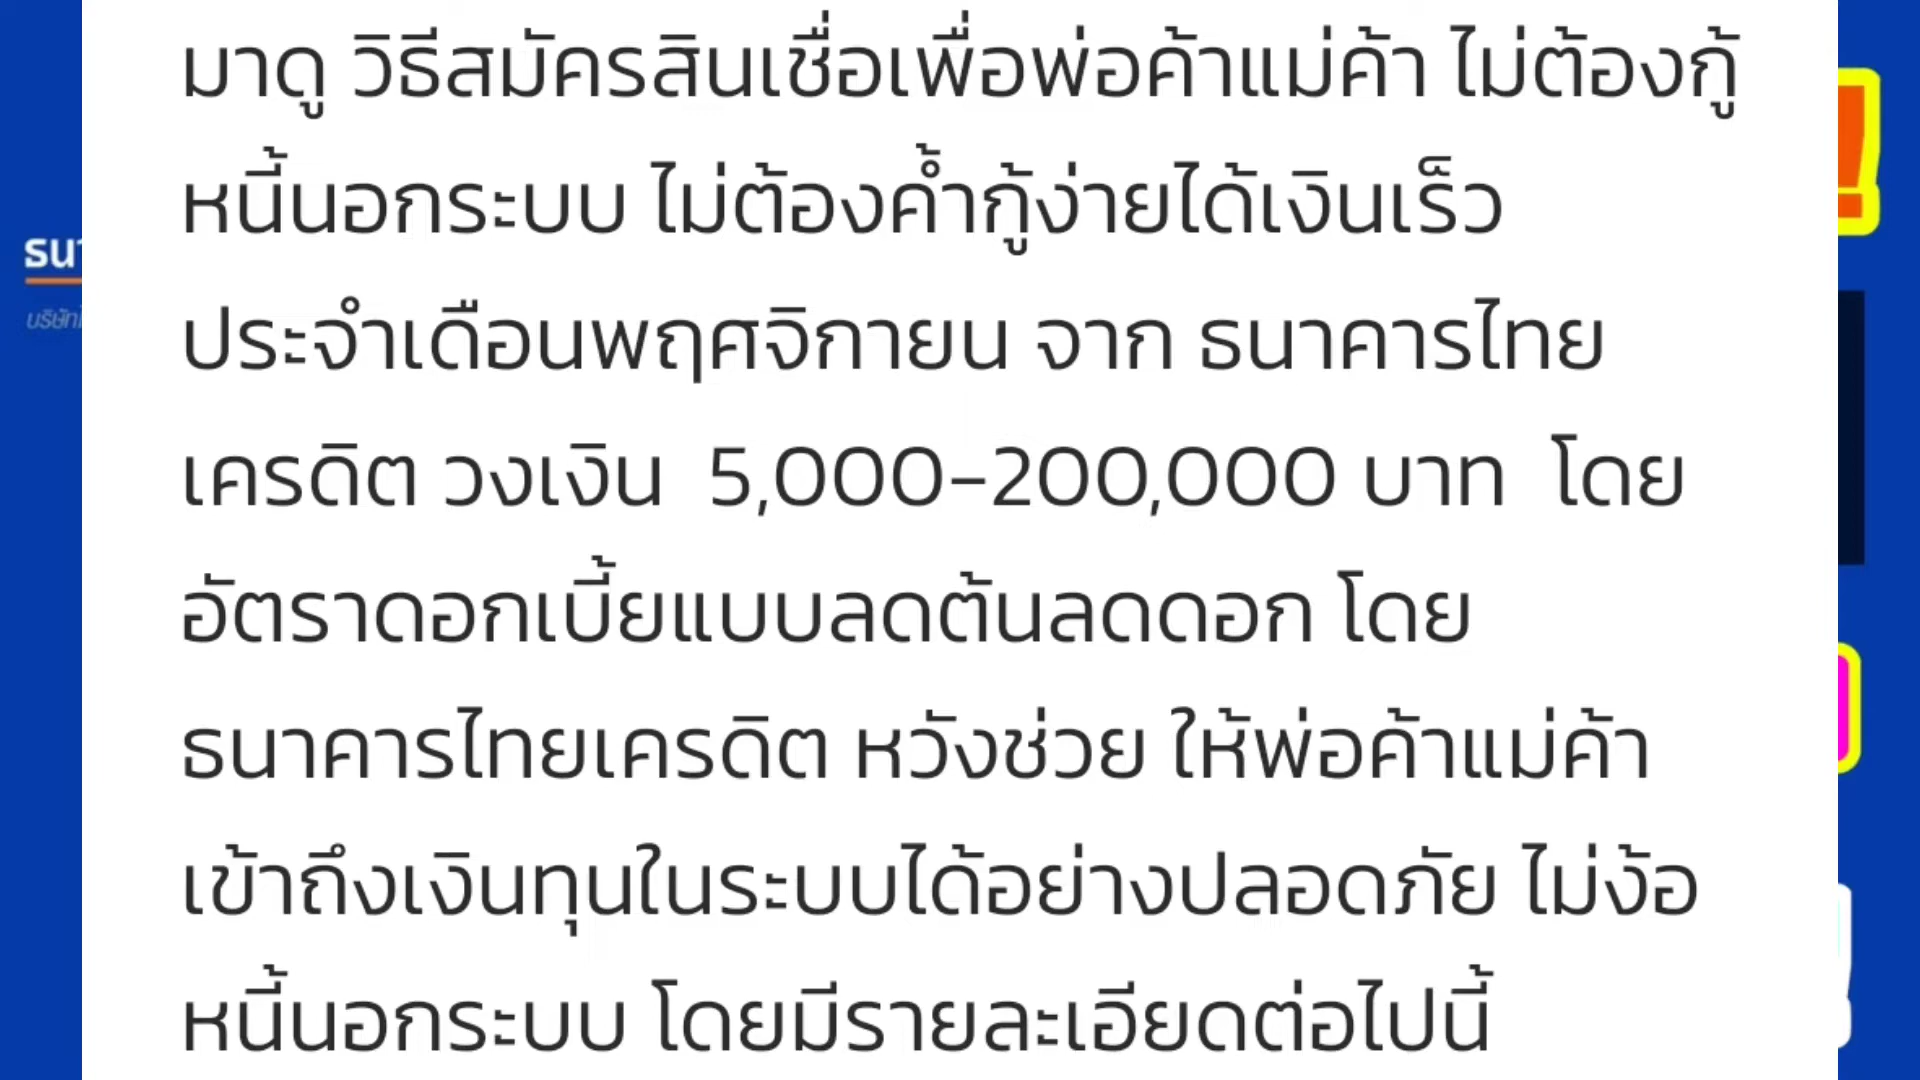 มาดู วิธีสมัครสินเชื่อเพื่อพ่อค้าแม่ค้า ไม่ต้องกู้
หนี้นอกระบบ ไม่ต้องค้ำกู้ง่ายได้เงินเร็ว
ประจำเดือนพฤศจิกายน จาก ธนาคารไทย
เครดิต วงเงิน 5,000-200,000 บาท โดย
อัตราดอกเบี้ยแบบลดต้นลดดอก โดย
ธนาคารไทยเครดิต หวังช่วย ให้พ่อค้าแม่ค้า
เข้าถึงเงินทุนในระบบได้อย่างปลอดภัย ไม่ง้อ
หนี้นอกระบบ โดยมีรายละเอียดต่อไปนี้